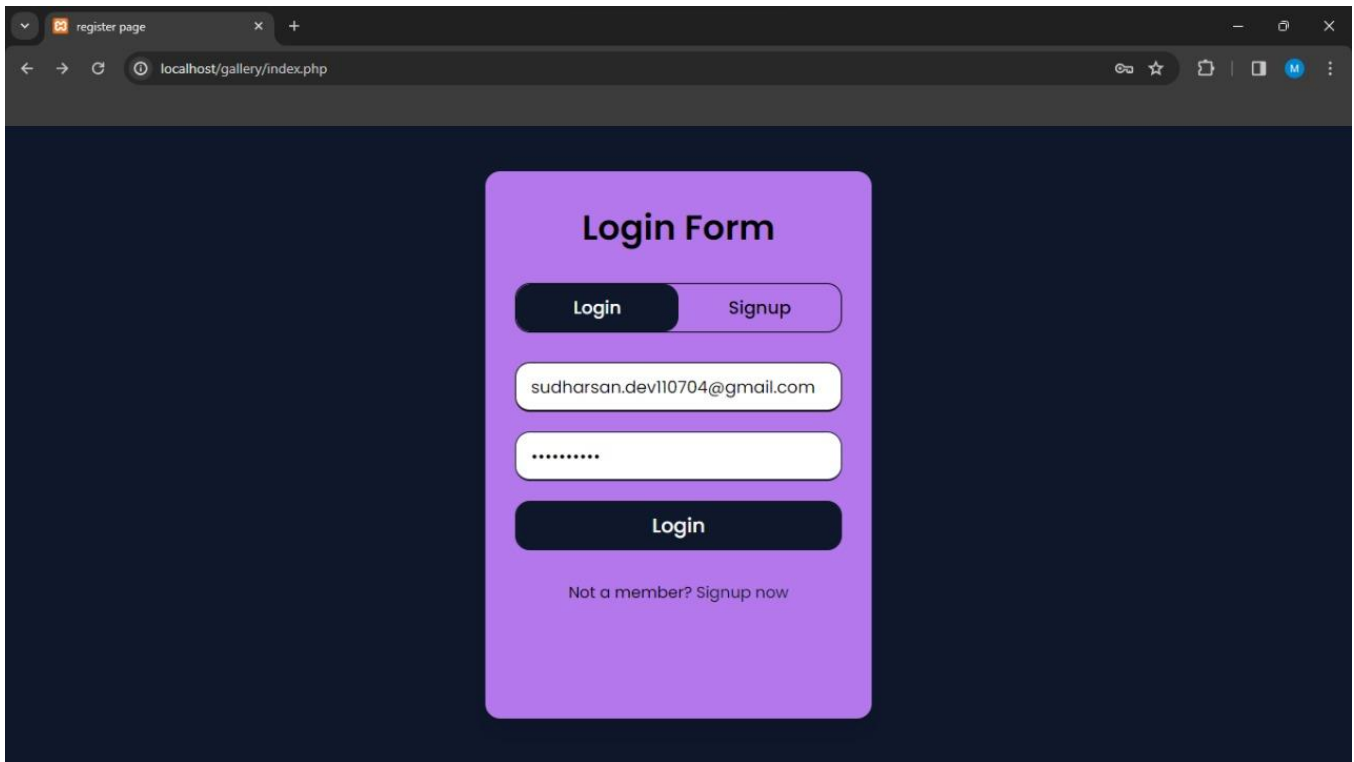 register page
localhost/gallery/index.php
M
Login Form
Login Signup
sudharsan.dev110704@gmail.com
••••••••••
Login
Not a member? Signup now